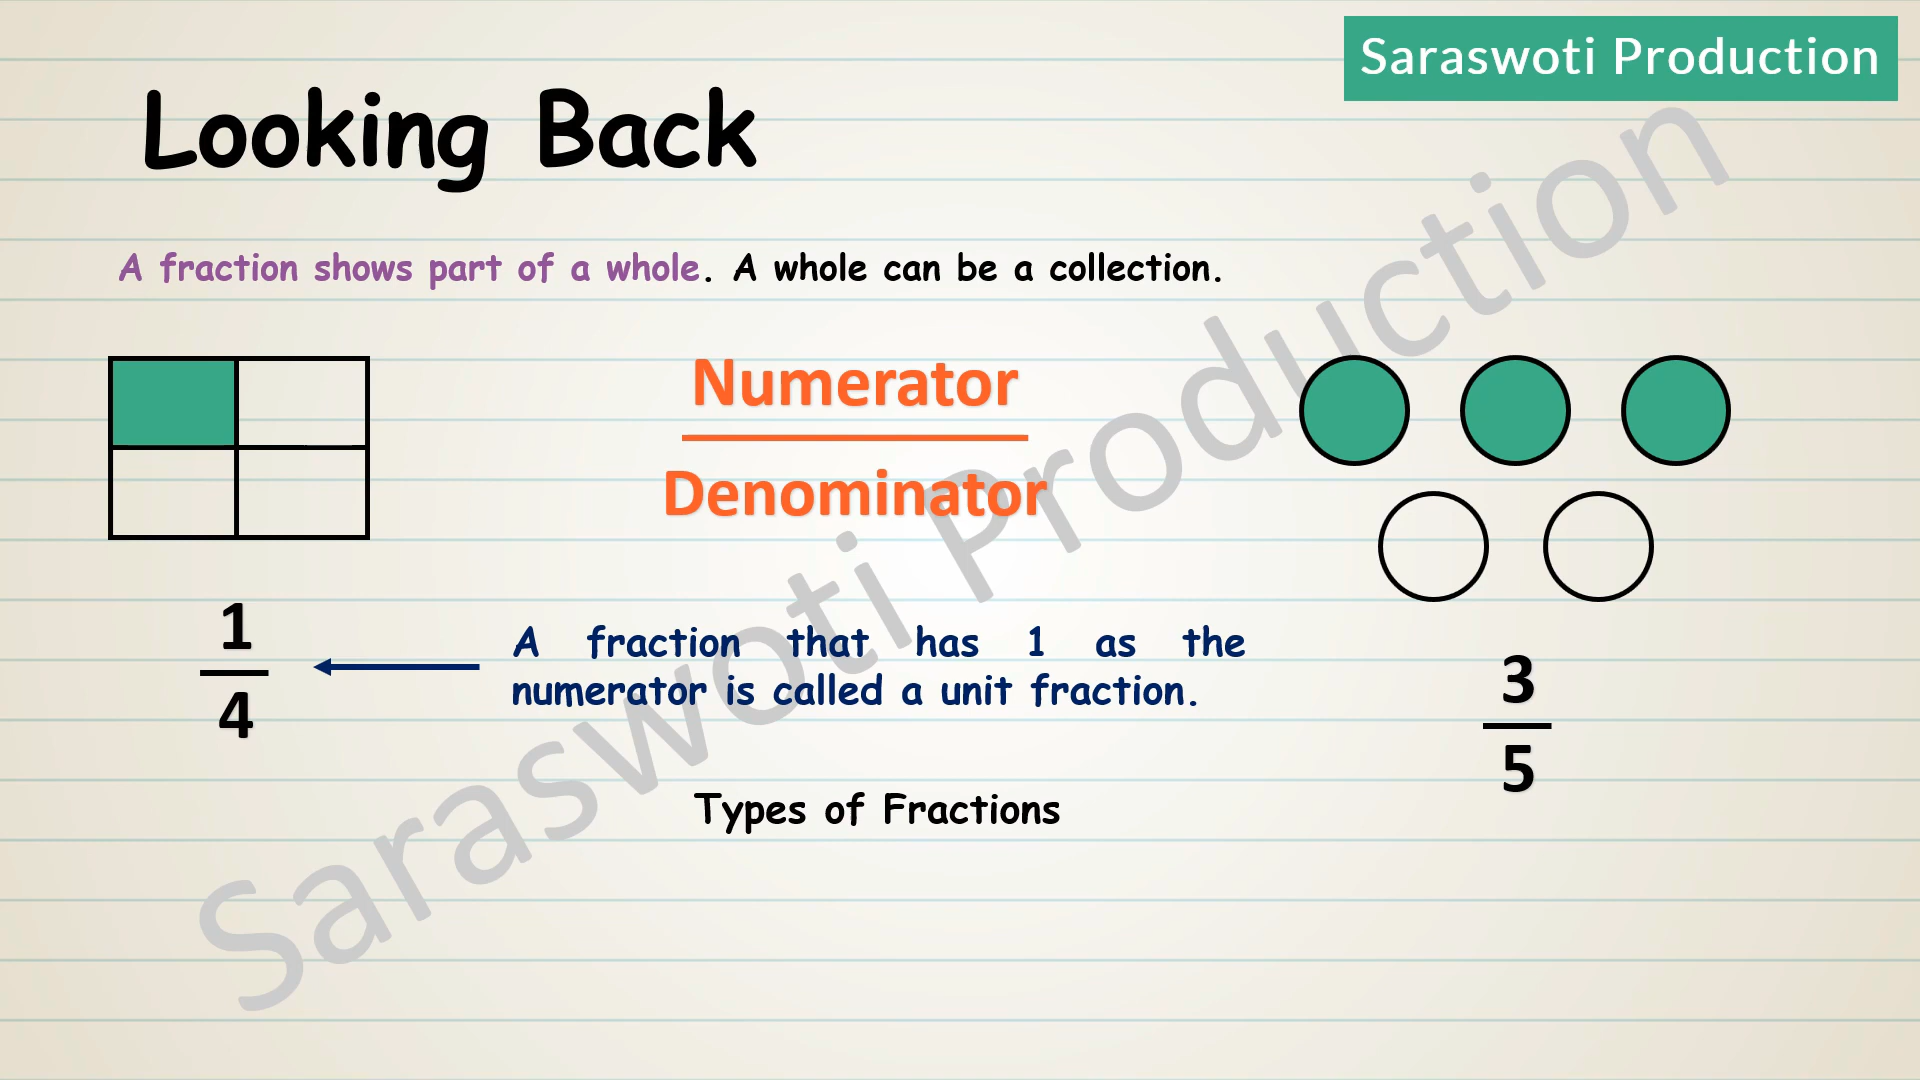 Saraswoti Production
Looking Back
A fraction shows part of a whole. A whole can be a collection.
Numerator
Denominator
1
4
A fraction that has 1 as the
numerator is called a unit fraction.
3
5
Types of Fractions
Saraswoti Production